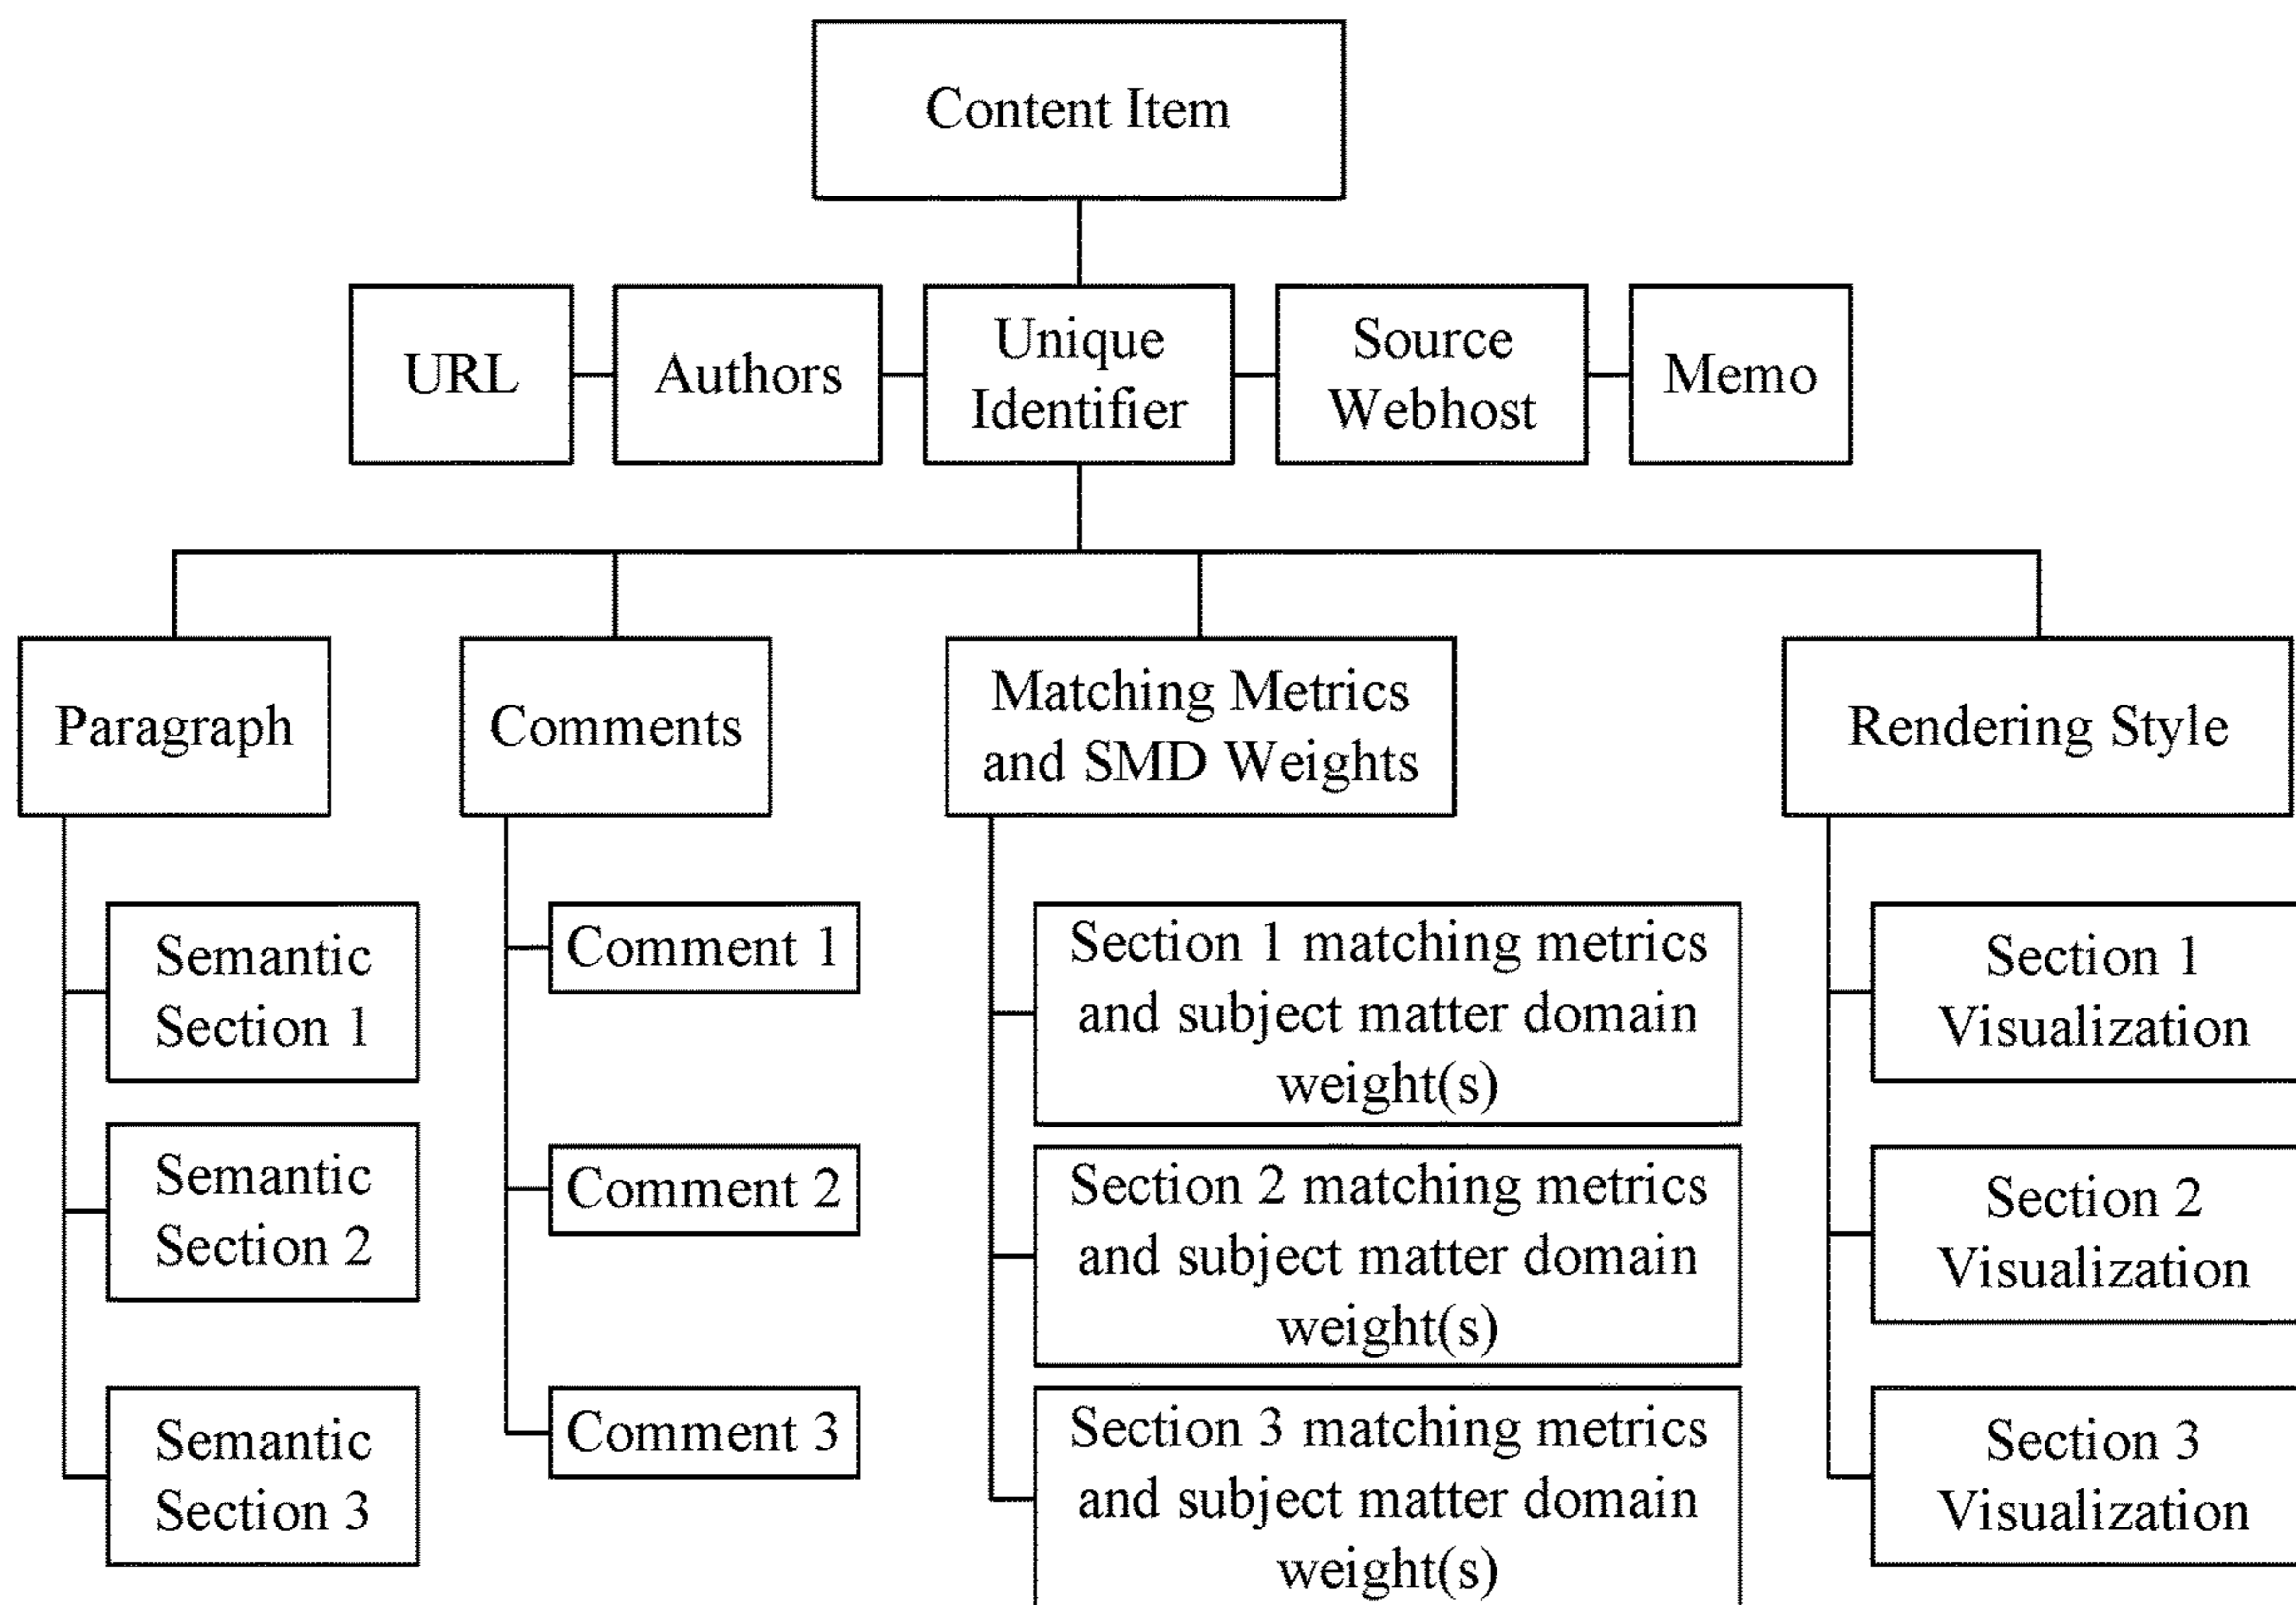 Content Item
URL
Authors
Unique
Identifier
Source
Webhost
Memo
Paragraph
Comments
Matching Metrics
and SMD Weights
Rendering Style
Semantic
Section 1
Semantic
Section 2
Semantic
Section 3
Comment 1
Comment 2
Comment 3
Section 1 matching metrics
and subject matter domain
weight(s)
Section 2 matching metrics
and subject matter domain
weight(s)
Section 3 matching metrics
and subject matter domain
weight(s)
Section 1
Visualization
Section 2
Visualization
Section 3
Visualization